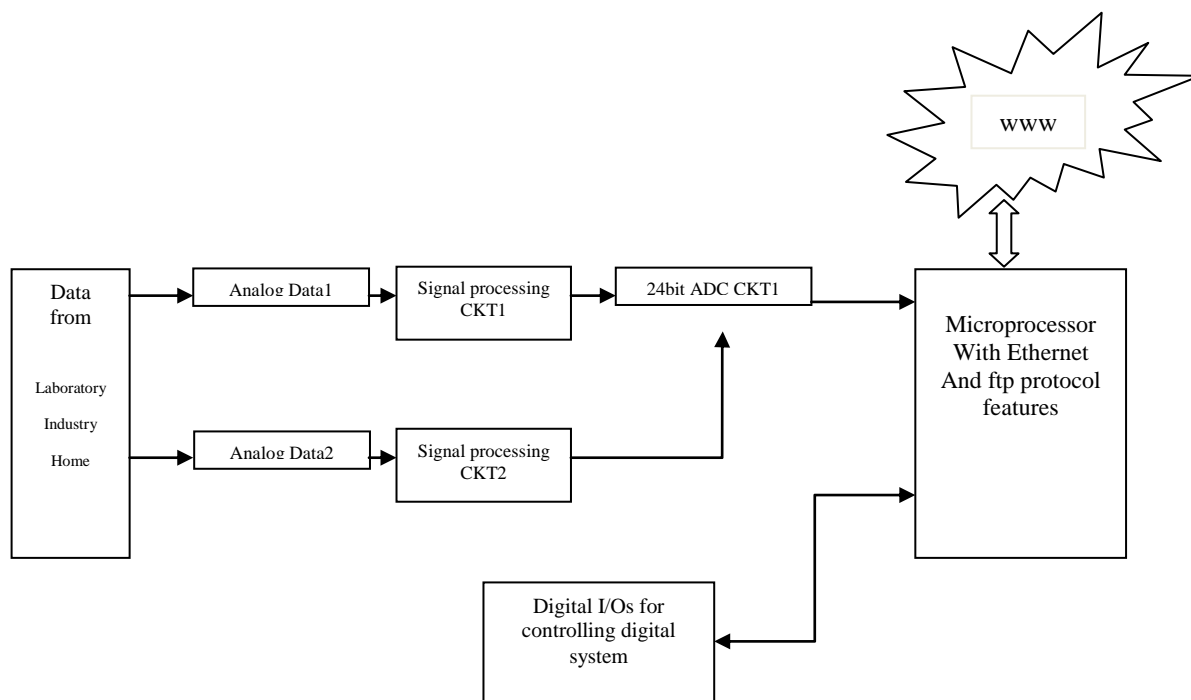 WWW
Data
from
Laboratory
Industry
Home
Analog Data1
Signal processing
CKT1
24bit ADC CKT1
Microprocessor
With Ethernet
And ftp protocol
features
Analog Data2
Signal processing
CKT2
Digital I/Os for
controlling digital
system